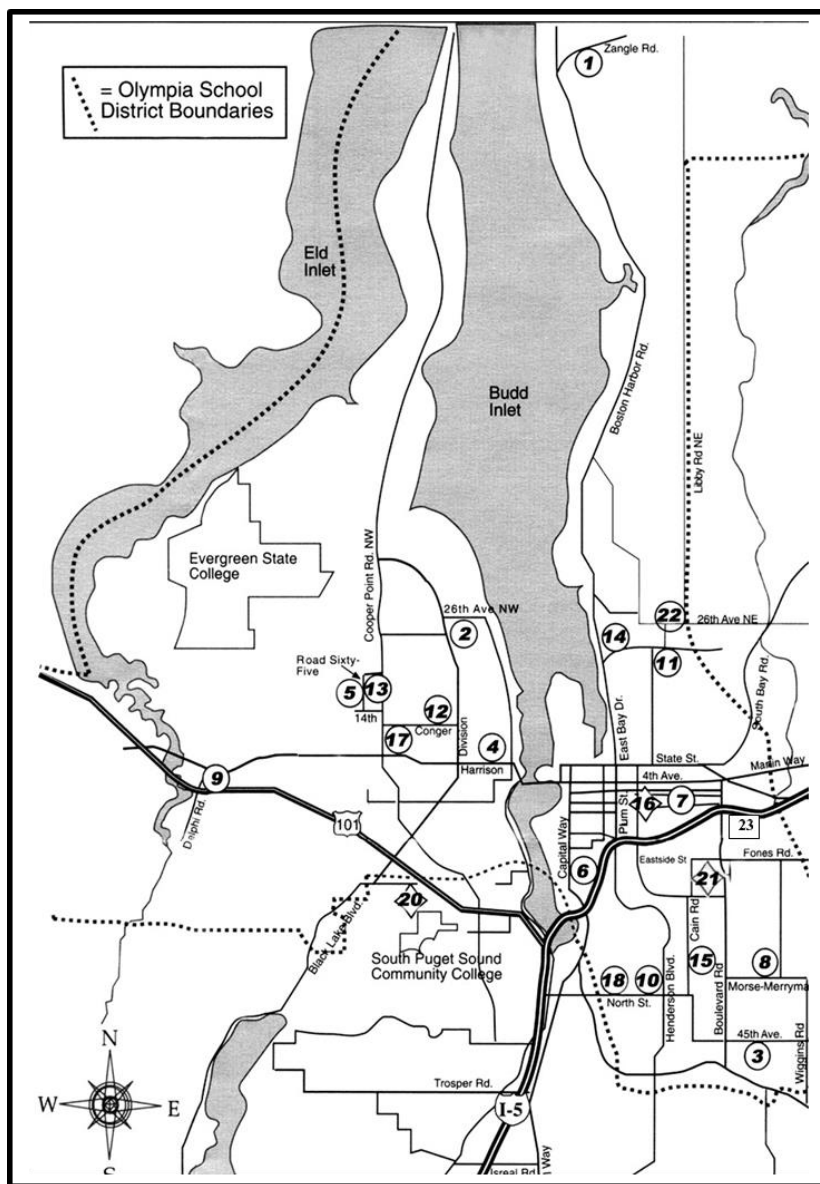 1
Zangle Rd.
= Olympia School
District Boundaries
Eld
Inlet
Budd
Inlet
Boston Harbor Rd.
Libby Rd NE
Evergreen State
College
Cooper Point Rd. NW
26th Ave NW
2
22
26th Ave NE
14
11
South Bay Rd.
Road Sixty-
Five
5
13
14th
12
Conger
17
Division
4
Harrison
East Bay Dr.
State St.
Martin Way
4th Ave.
9
Delphi Rd.
101
Capital Way
Plum St.
16
7
23
6
Eastside St
Fones Rd.
21
20
Black Lake Blvd.
South Puget Sound
Community College
Cain Rd
15
8
Boulevard Rd
Morse-Merryma
18
10
North St.
Henderson Blvd.
45th Ave.
3
Wiggins Rd
N
W
E
S
Trosper Rd.
I-5
Isreal Rd.
Way